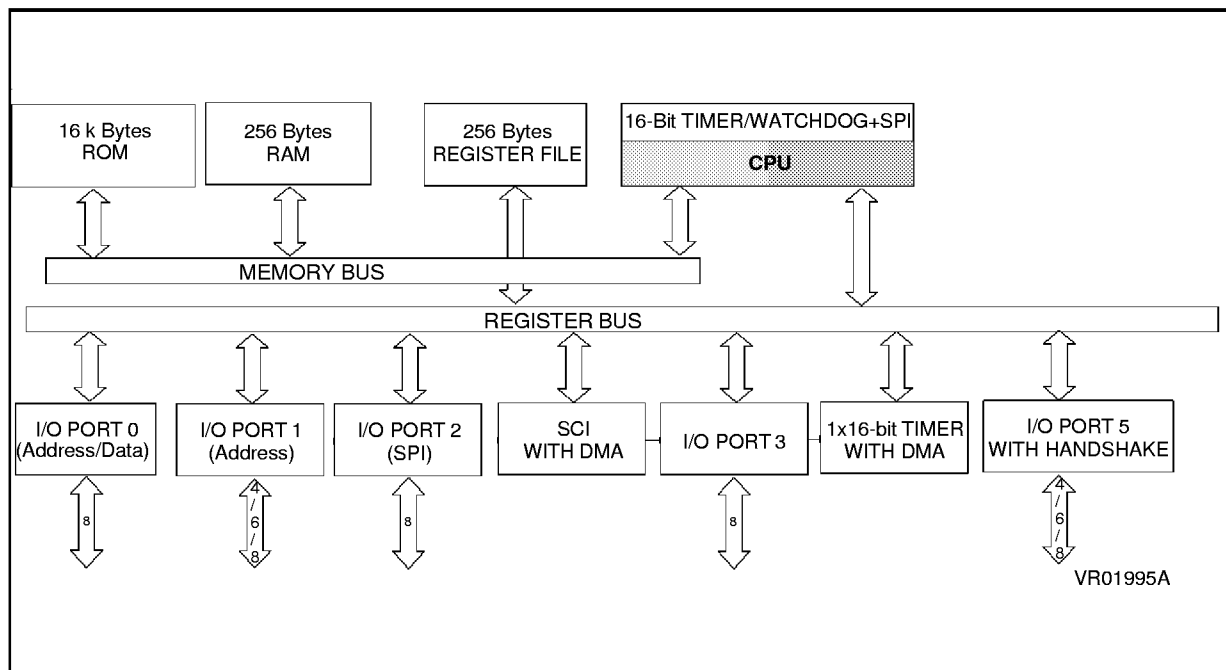 16 k Bytes
ROM
256 Bytes
RAM
256 Bytes
REGISTER FILE
16-Bit TIMER/WATCHDOG+SPI
CPU
MEMORY BUS
REGISTER BUS
I/O PORT 0
(Address/Data)
I/O PORT 1
(Address)
I/O PORT 2
(SPI)
SCI
WITH DMA
I/O PORT 3
1x16-bit TIMER
WITH DMA
I/O PORT 5
WITH HANDSHAKE
8
4/6/8
8
8
4/6/8
VR01995A